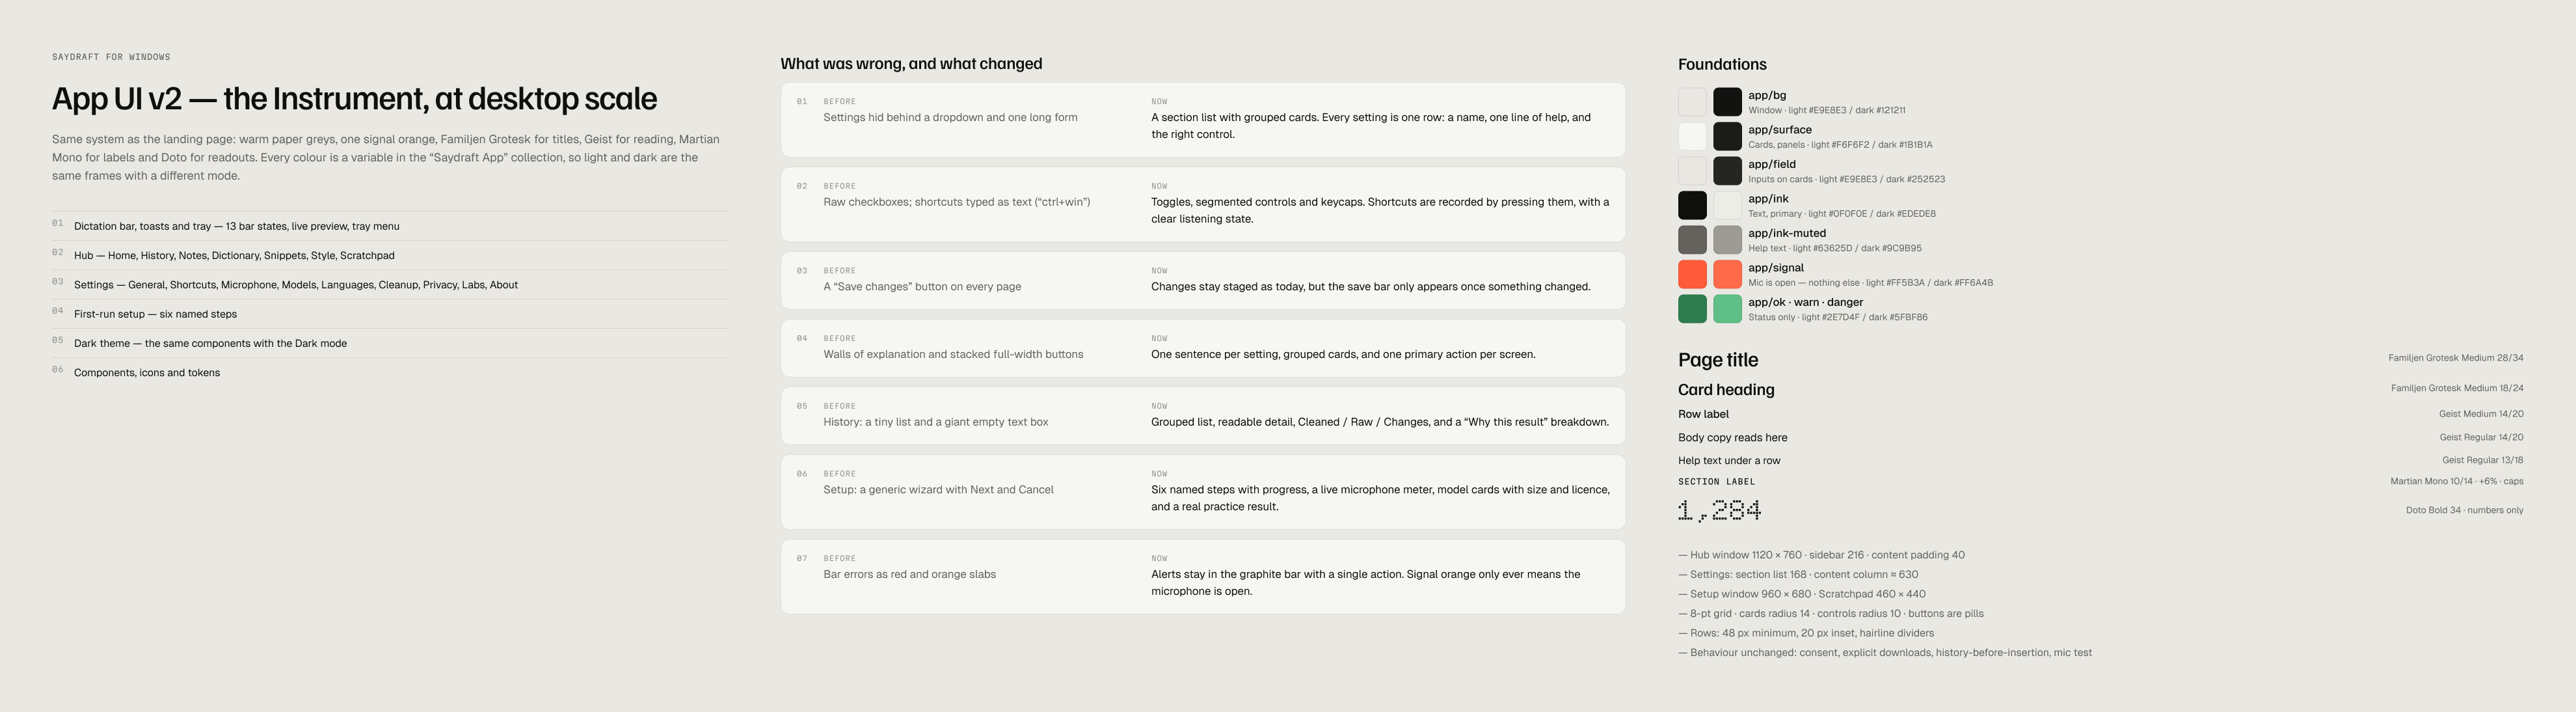 SAYDRAFT FOR WINDOWS
App UI v2 — the Instrument, at desktop scale
Same system as the landing page: warm paper greys, one signal orange, Familjen Grotesk for titles, Geist for reading, Martian
Mono for labels and Doto for readouts. Every colour is a variable in the “Saydraft App” collection, so light and dark are the
same frames with a different mode.
01 Dictation bar, toasts and tray — 13 bar states, live preview, tray menu
02 Hub — Home, History, Notes, Dictionary, Snippets, Style, Scratchpad
03 Settings — General, Shortcuts, Microphone, Models, Languages, Cleanup, Privacy, Labs, About
04 First-run setup — six named steps
05 Dark theme — the same components with the Dark mode
06 Components, icons and tokens
What was wrong, and what changed
01 BEFORE
Settings hid behind a dropdown and one long form
NOW
A section list with grouped cards. Every setting is one row: a name, one line of help, and
the right control.
02 BEFORE
Raw checkboxes; shortcuts typed as text (“ctrl+win”)
NOW
Toggles, segmented controls and keycaps. Shortcuts are recorded by pressing them, with a
clear listening state.
03 BEFORE
A “Save changes” button on every page
NOW
Changes stay staged as today, but the save bar only appears once something changed.
04 BEFORE
Walls of explanation and stacked full-width buttons
NOW
One sentence per setting, grouped cards, and one primary action per screen.
05 BEFORE
History: a tiny list and a giant empty text box
NOW
Grouped list, readable detail, Cleaned / Raw / Changes, and a “Why this result” breakdown.
06 BEFORE
Setup: a generic wizard with Next and Cancel
NOW
Six named steps with progress, a live microphone meter, model cards with size and licence,
and a real practice result.
07 BEFORE
Bar errors as red and orange slabs
NOW
Alerts stay in the graphite bar with a single action. Signal orange only ever means the
microphone is open.
Foundations
app/bg
Window · light #E9E8E3 / dark #121211
app/surface
Cards, panels · light #F6F6F2 / dark #1B1B1A
app/field
Inputs on cards · light #E9E8E3 / dark #252523
app/ink
Text, primary · light #0F0F0E / dark #EDEDE8
app/ink-muted
Help text · light #63625D / dark #9C9B95
app/signal
Mic is open — nothing else · light #FF5B3A / dark #FF6A4B
app/ok · warn · danger
Status only · light #2E7D4F / dark #5FBF86
Page title Familjen Grotesk Medium 28/34
Card heading Familjen Grotesk Medium 18/24
Row label Geist Medium 14/20
Body copy reads here Geist Regular 14/20
Help text under a row Geist Regular 13/18
SECTION LABEL Martian Mono 10/14 · +6% · caps
1,284 Doto Bold 34 · numbers only
— Hub window 1120 × 760 · sidebar 216 · content padding 40
— Settings: section list 168 · content column ≈ 630
— Setup window 960 × 680 · Scratchpad 460 × 440
— 8-pt grid · cards radius 14 · controls radius 10 · buttons are pills
— Rows: 48 px minimum, 20 px inset, hairline dividers
— Behaviour unchanged: consent, explicit downloads, history-before-insertion, mic test